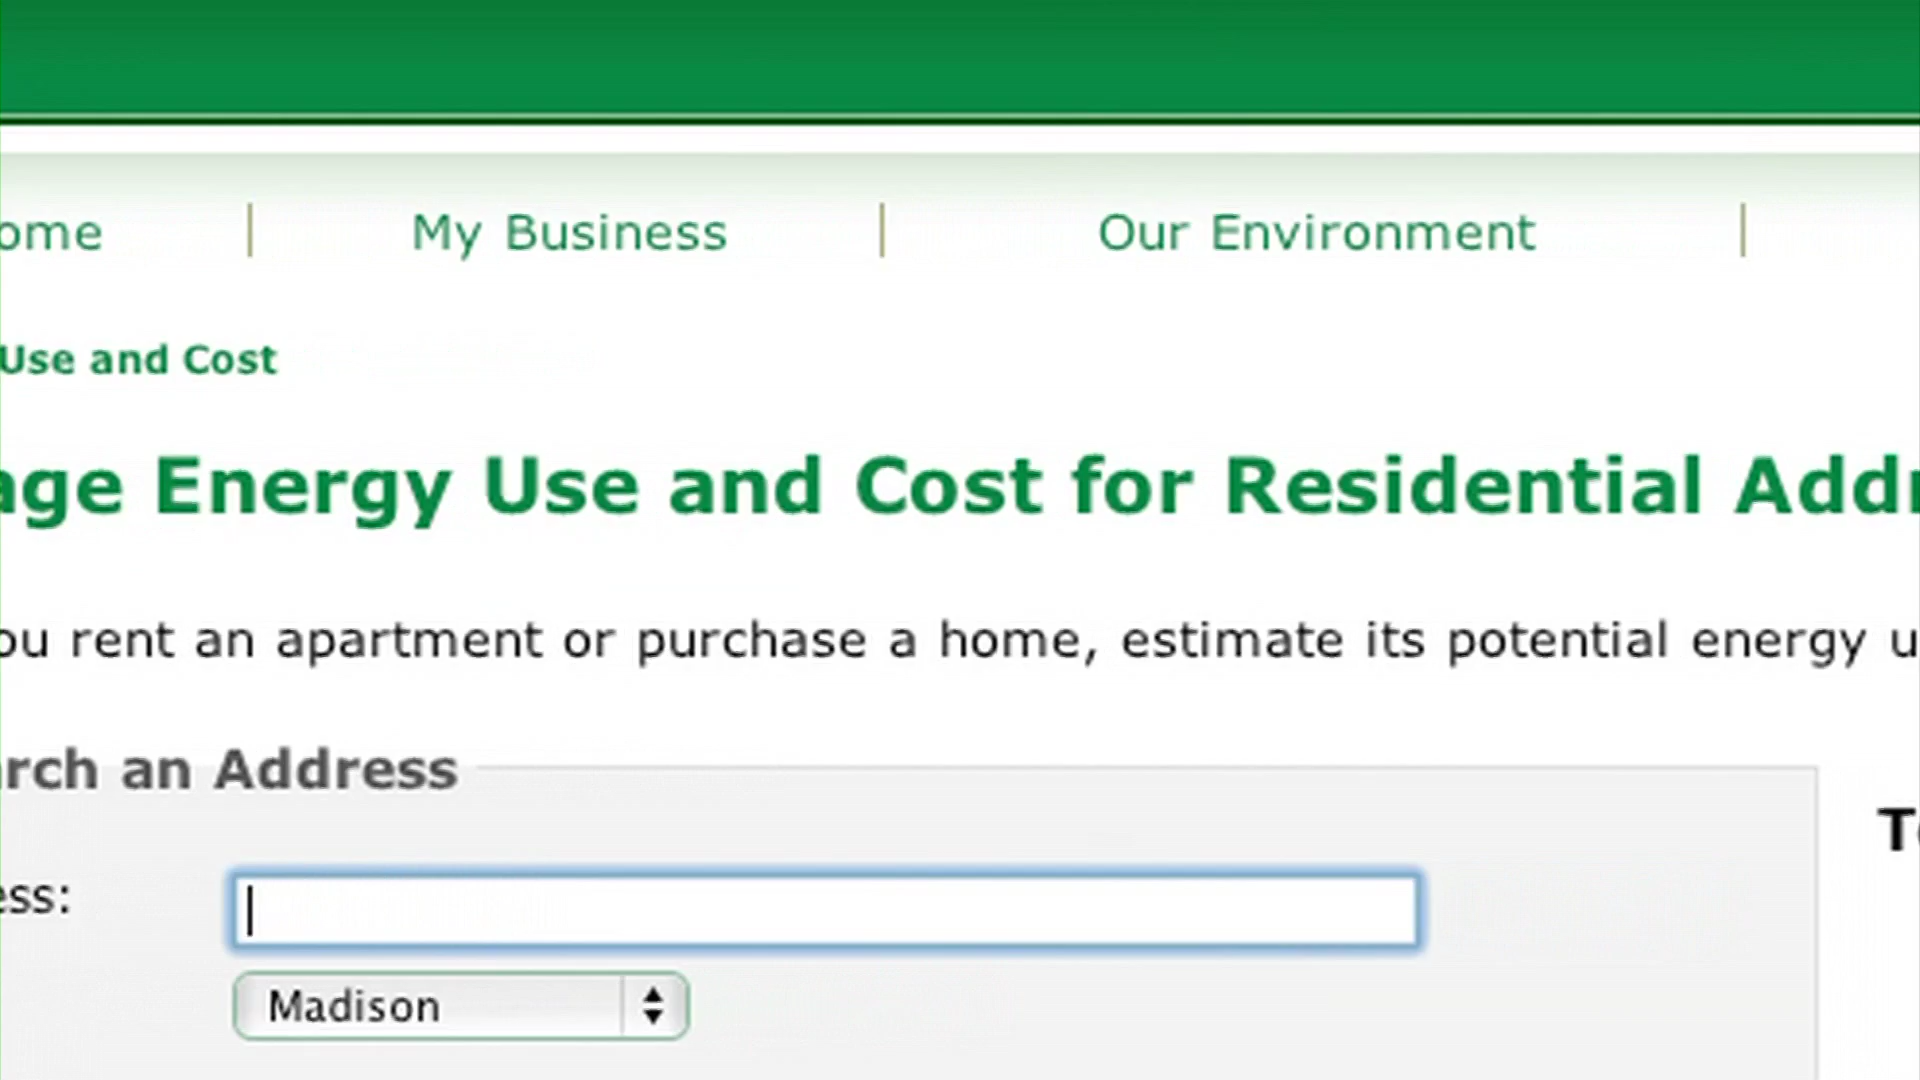 ome | My Business | Our Environment |
Use and Cost
age Energy Use and Cost for Residential Addr
ou rent an apartment or purchase a home, estimate its potential energy u
rch an Address
T
ess:
Madison